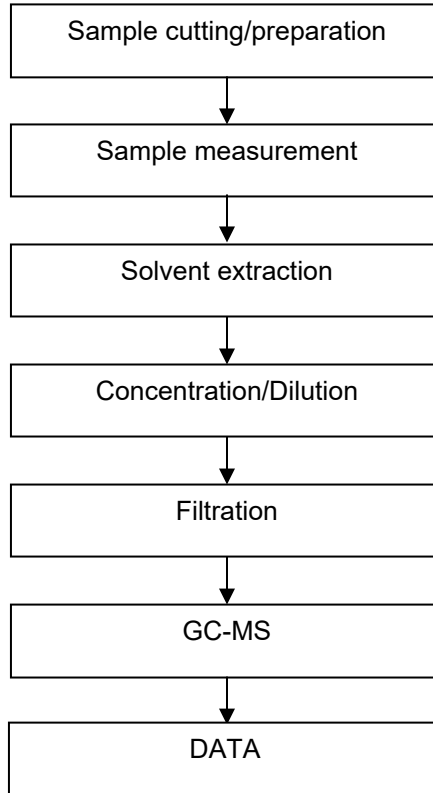 Sample cutting/preparation
Sample measurement
Solvent extraction
Concentration/Dilution
Filtration
GC-MS
DATA